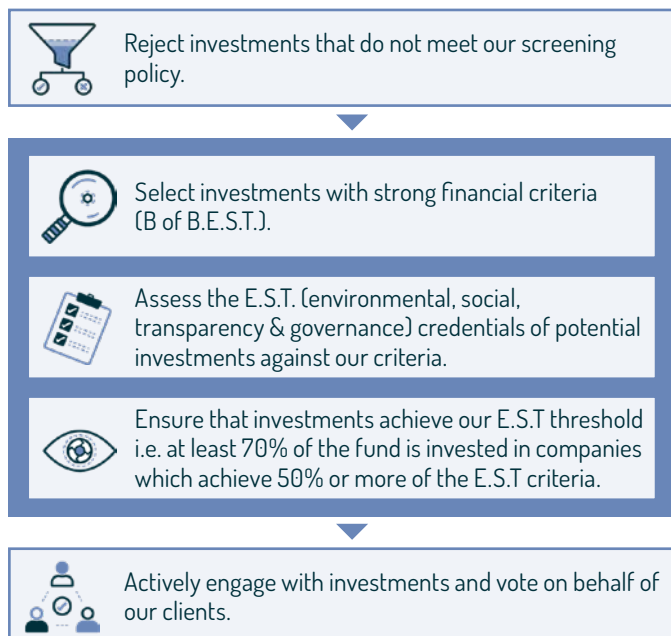 Reject investments that do not meet our screening
policy.
Select investments with strong financial criteria
(B of B.E.S.T.).
Assess the E.S.T. (environmental, social,
transparency & governance) credentials of potential
investments against our criteria.
Ensure that investments achieve our E.S.T threshold
i.e. at least 70% of the fund is invested in companies
which achieve 50% or more of the E.S.T criteria.
Actively engage with investments and vote on behalf of
our clients.